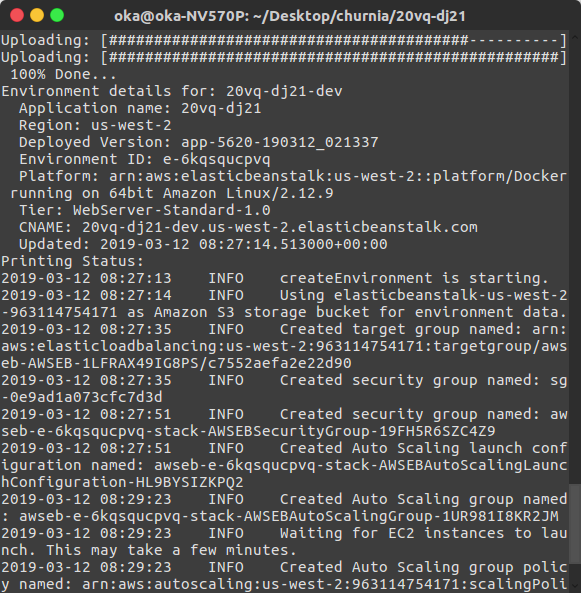 oka@oka-NV570P: ~/Desktop/churnia/20vq-dj21
Uploading: [########################################----------]
Uploading: [##################################################]
 100% Done...
Environment details for: 20vq-dj21-dev
  Application name: 20vq-dj21
  Region: us-west-2
  Deployed Version: app-5620-190312_021337
  Environment ID: e-6kqsqucpvq
  Platform: arn:aws:elasticbeanstalk:us-west-2::platform/Docker
 running on 64bit Amazon Linux/2.12.9
  Tier: WebServer-Standard-1.0
  CNAME: 20vq-dj21-dev.us-west-2.elasticbeanstalk.com
  Updated: 2019-03-12 08:27:14.513000+00:00
Printing Status:
2019-03-12 08:27:13    INFO    createEnvironment is starting.
2019-03-12 08:27:14    INFO    Using elasticbeanstalk-us-west-2
-963114754171 as Amazon S3 storage bucket for environment data.
2019-03-12 08:27:35    INFO    Created target group named: arn:
aws:elasticloadbalancing:us-west-2:963114754171:targetgroup/aws
eb-AWSEB-1LFRAX49IG8PS/c7552aefa2e22d90
2019-03-12 08:27:35    INFO    Created security group named: sg
-0e9ad1a073cfc7d3d
2019-03-12 08:27:51    INFO    Created security group named: aw
seb-e-6kqsqucpvq-stack-AWSEBSecurityGroup-19FH5R6SZC4Z9
2019-03-12 08:27:51    INFO    Created Auto Scaling launch conf
iguration named: awseb-e-6kqsqucpvq-stack-AWSEBAutoScalingLaunc
hConfiguration-HL9BYSIZKPQ2
2019-03-12 08:29:23    INFO    Created Auto Scaling group named
: awseb-e-6kqsqucpvq-stack-AWSEBAutoScalingGroup-1UR981I8KR2JM
2019-03-12 08:29:23    INFO    Waiting for EC2 instances to lau
nch. This may take a few minutes.
2019-03-12 08:29:23    INFO    Created Auto Scaling group polic
y named: arn:aws:autoscaling:us-west-2:963114754171:scalingPoli